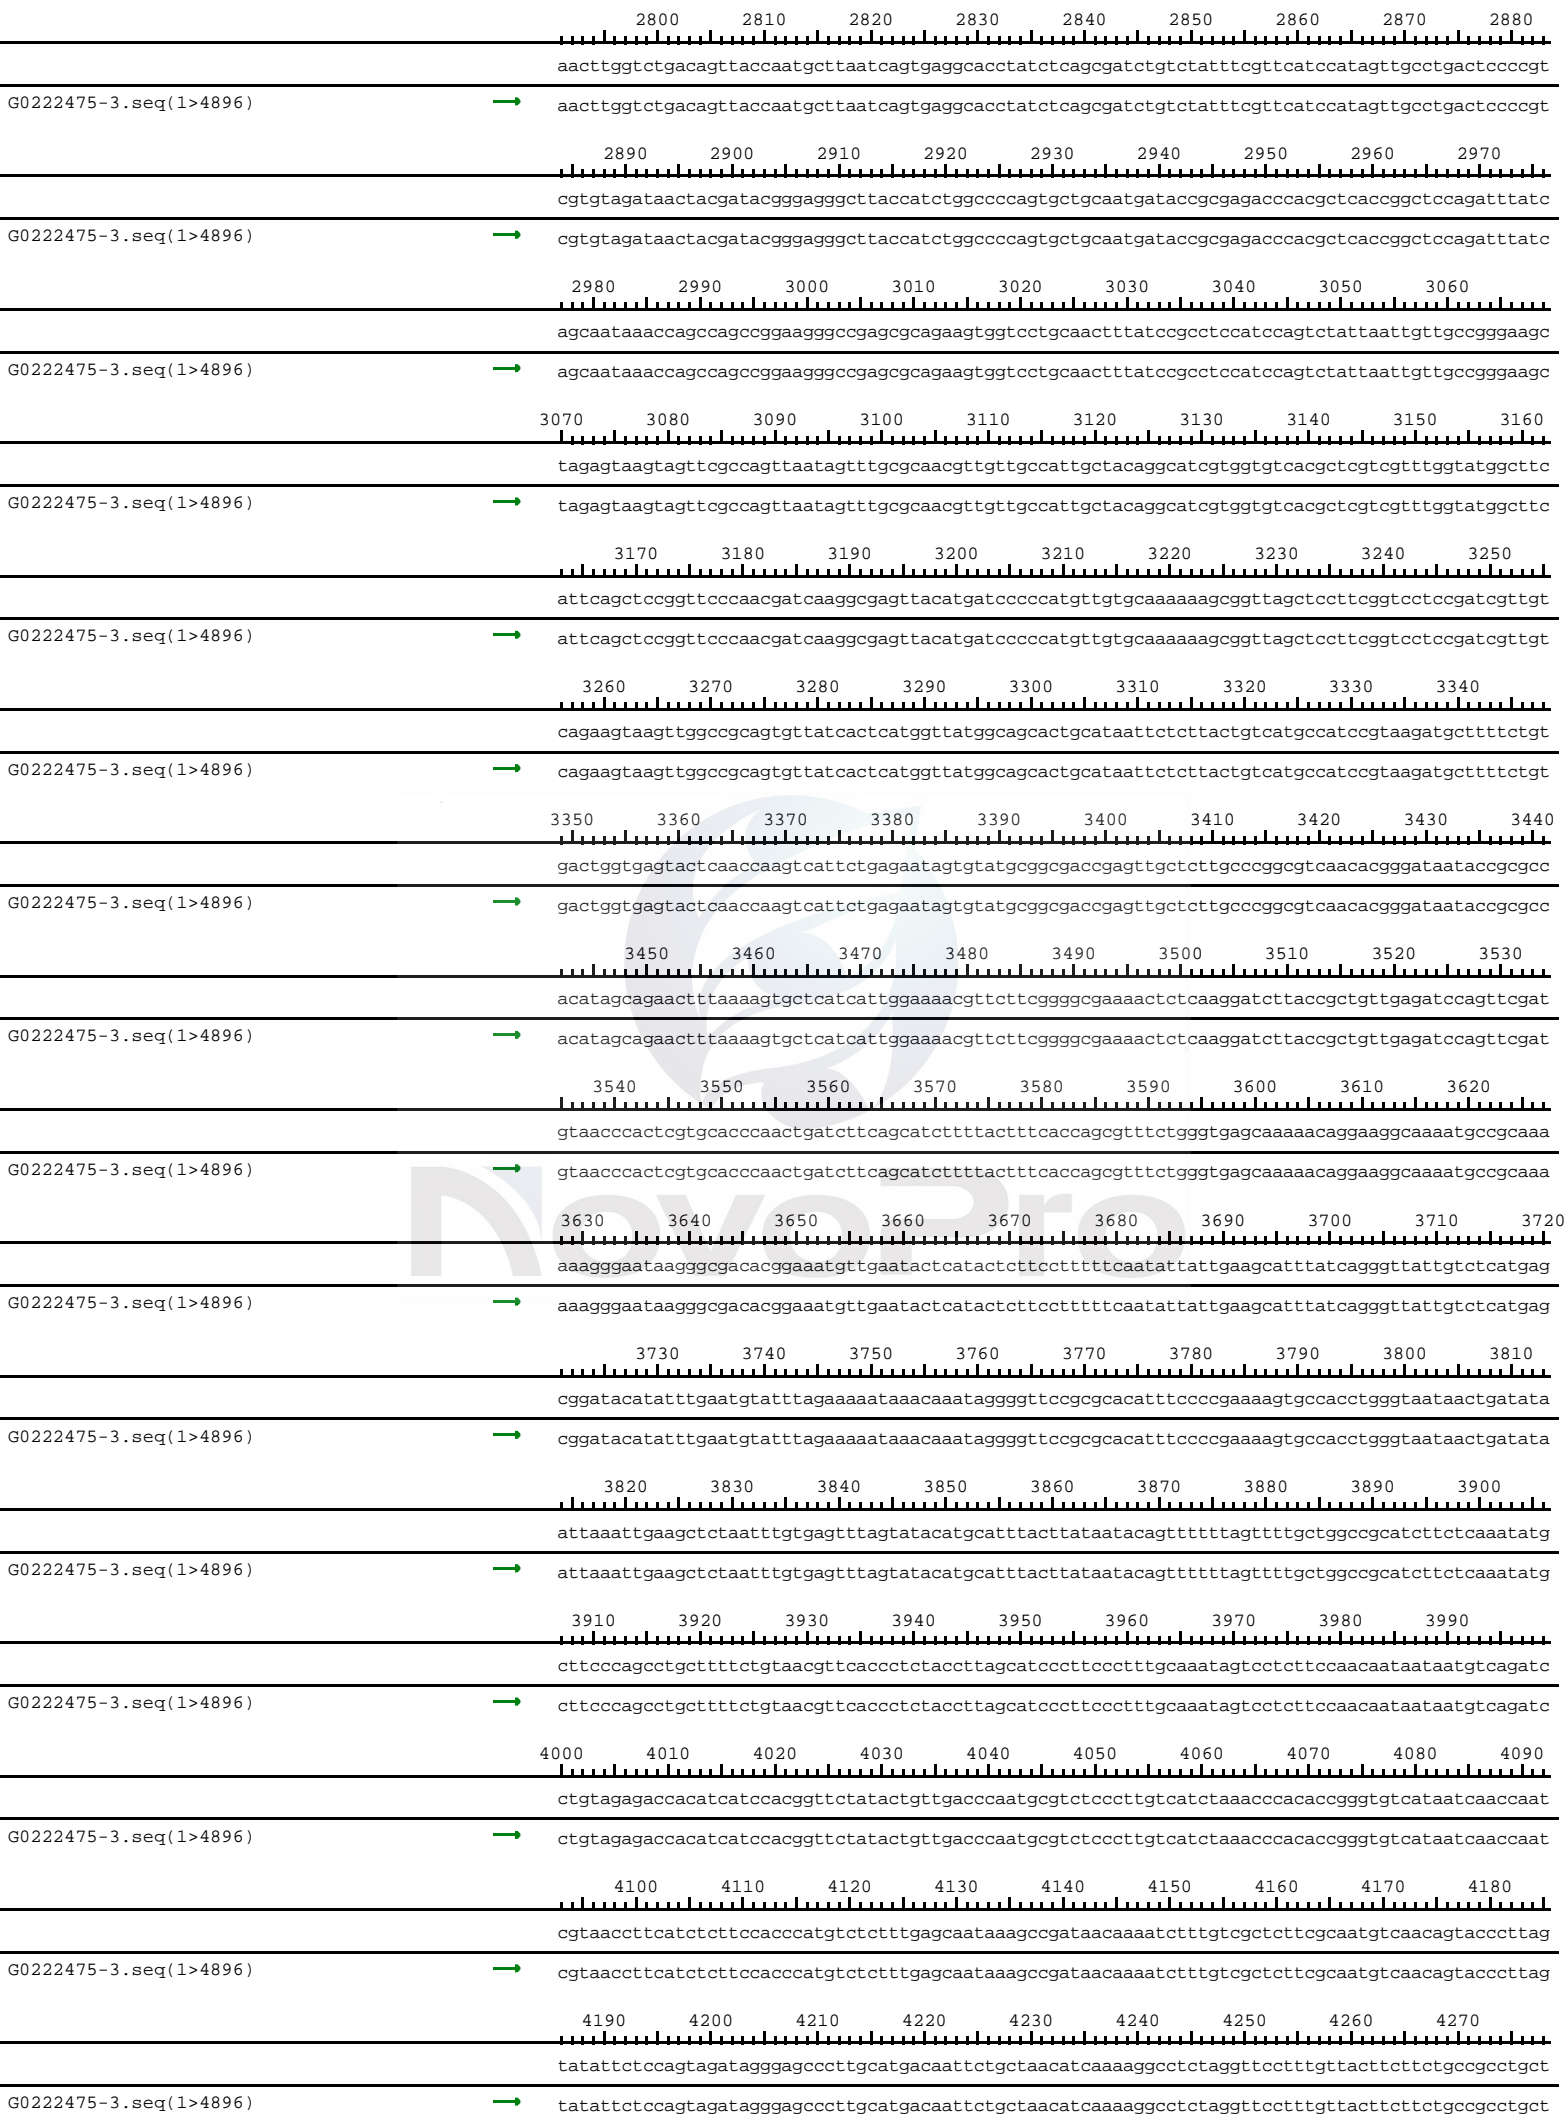 2800 2810 2820 2830 2840 2850 2860 2870 2880
aacttggtctgacagttaccaatgcttaatcagtgaggcacctatctcagcgatctgtctatttcgttcatccatagttgcctgactccccgt
G0222475-3.seq(1>4896) aacttggtctgacagttaccaatgcttaatcagtgaggcacctatctcagcgatctgtctatttcgttcatccatagttgcctgactccccgt
2890 2900 2910 2920 2930 2940 2950 2960 2970
cgtgtagataactacgatacgggagggcttaccatctggccccagtgctgcaatgataccgcgagacccacgctcaccggctccagatttatc
G0222475-3.seq(1>4896) cgtgtagataactacgatacgggagggcttaccatctggccccagtgctgcaatgataccgcgagacccacgctcaccggctccagatttatc
2980 2990 3000 3010 3020 3030 3040 3050 3060
agcaataaaccagccagccggaagggccgagcgcagaagtggtcctgcaactttatccgcctccatccagtctattaattgttgccgggaagc
G0222475-3.seq(1>4896) agcaataaaccagccagccggaagggccgagcgcagaagtggtcctgcaactttatccgcctccatccagtctattaattgttgccgggaagc
3070 3080 3090 3100 3110 3120 3130 3140 3150 3160
tagagtaagtagttcgccagttaatagtttgcgcaacgttgttgccattgctacaggcatcgtggtgtcacgctcgtcgtttggtatggcttc
G0222475-3.seq(1>4896) tagagtaagtagttcgccagttaatagtttgcgcaacgttgttgccattgctacaggcatcgtggtgtcacgctcgtcgtttggtatggcttc
3170 3180 3190 3200 3210 3220 3230 3240 3250
attcagctccggttcccaacgatcaaggcgagttacatgatcccccatgttgtgcaaaaaagcggttagctccttcggtcctccgatcgttgt
G0222475-3.seq(1>4896) attcagctccggttcccaacgatcaaggcgagttacatgatcccccatgttgtgcaaaaaagcggttagctccttcggtcctccgatcgttgt
3260 3270 3280 3290 3300 3310 3320 3330 3340
cagaagtaagttggccgcagtgttatcactcatggttatggcagcactgcataattctcttactgtcatgccatccgtaagatgcttttctgt
G0222475-3.seq(1>4896) cagaagtaagttggccgcagtgttatcactcatggttatggcagcactgcataattctcttactgtcatgccatccgtaagatgcttttctgt
3350 3360 3370 3380 3390 3400 3410 3420 3430 3440
gactggtgagtactcaaccaagtcattctgagaatagtgtatgcggcgaccgagttgctcttgcccggcgtcaacacgggataataccgcgcc
G0222475-3.seq(1>4896) gactggtgagtactcaaccaagtcattctgagaatagtgtatgcggcgaccgagttgctcttgcccggcgtcaacacgggataataccgcgcc
3450 3460 3470 3480 3490 3500 3510 3520 3530
acatagcagaactttaaaagtgctcatcattggaaaacgttcttcggggcgaaaactctcaaggatcttaccgctgttgagatccagttcgat
G0222475-3.seq(1>4896) acatagcagaactttaaaagtgctcatcattggaaaacgttcttcggggcgaaaactctcaaggatcttaccgctgttgagatccagttcgat
3540 3550 3560 3570 3580 3590 3600 3610 3620
gtaacccactcgtgcacccaactgatcttcagcatcttttactttcaccagcgtttctgggtgagcaaaaacaggaaggcaaaatgccgcaaa
G0222475-3.seq(1>4896) gtaacccactcgtgcacccaactgatcttcagcatcttttactttcaccagcgtttctgggtgagcaaaaacaggaaggcaaaatgccgcaaa
NovoPro
3630 3640 3650 3660 3670 3680 3690 3700 3710 3720
aaagggaataagggcgacacggaaatgttgaatactcatactcttcctttttcaatattattgaagcatttatcagggttattgtctcatgag
G0222475-3.seq(1>4896) aaagggaataagggcgacacggaaatgttgaatactcatactcttcctttttcaatattattgaagcatttatcagggttattgtctcatgag
3730 3740 3750 3760 3770 3780 3790 3800 3810
cggatacatatttgaatgtatttagaaaaataaacaaataggggttccgcgcacatttccccgaaaagtgccacctgggtaataactgatata
G0222475-3.seq(1>4896) cggatacatatttgaatgtatttagaaaaataaacaaataggggttccgcgcacatttccccgaaaagtgccacctgggtaataactgatata
3820 3830 3840 3850 3860 3870 3880 3890 3900
attaaattgaagctctaatttgtgagtttagtatacatgcatttacttataatacagttttttagttttgctggccgcatcttctcaaatatg
G0222475-3.seq(1>4896) attaaattgaagctctaatttgtgagtttagtatacatgcatttacttataatacagttttttagttttgctggccgcatcttctcaaatatg
3910 3920 3930 3940 3950 3960 3970 3980 3990
cttcccagcctgcttttctgtaacgttcaccctctaccttagcatcccttccctttgcaaatagtcctcttccaacaataataatgtcagatc
G0222475-3.seq(1>4896) cttcccagcctgcttttctgtaacgttcaccctctaccttagcatcccttccctttgcaaatagtcctcttccaacaataataatgtcagatc
4000 4010 4020 4030 4040 4050 4060 4070 4080 4090
ctgtagagaccacatcatccacggttctatactgttgacccaatgcgtctcccttgtcatctaaacccacaccgggtgtcataatcaaccaat
G0222475-3.seq(1>4896) ctgtagagaccacatcatccacggttctatactgttgacccaatgcgtctcccttgtcatctaaacccacaccgggtgtcataatcaaccaat
4100 4110 4120 4130 4140 4150 4160 4170 4180
cgtaaccttcatctcttccacccatgtctctttgagcaataaagccgataacaaaatctttgtcgctcttcgcaatgtcaacagtacccttag
G0222475-3.seq(1>4896) cgtaaccttcatctcttccacccatgtctctttgagcaataaagccgataacaaaatctttgtcgctcttcgcaatgtcaacagtacccttag
4190 4200 4210 4220 4230 4240 4250 4260 4270
tatattctccagtagatagggagcccttgcatgacaattctgctaacatcaaaaggcctctaggttcctttgttacttcttctgccgcctgct
G0222475-3.seq(1>4896) tatattctccagtagatagggagcccttgcatgacaattctgctaacatcaaaaggcctctaggttcctttgttacttcttctgccgcctgct